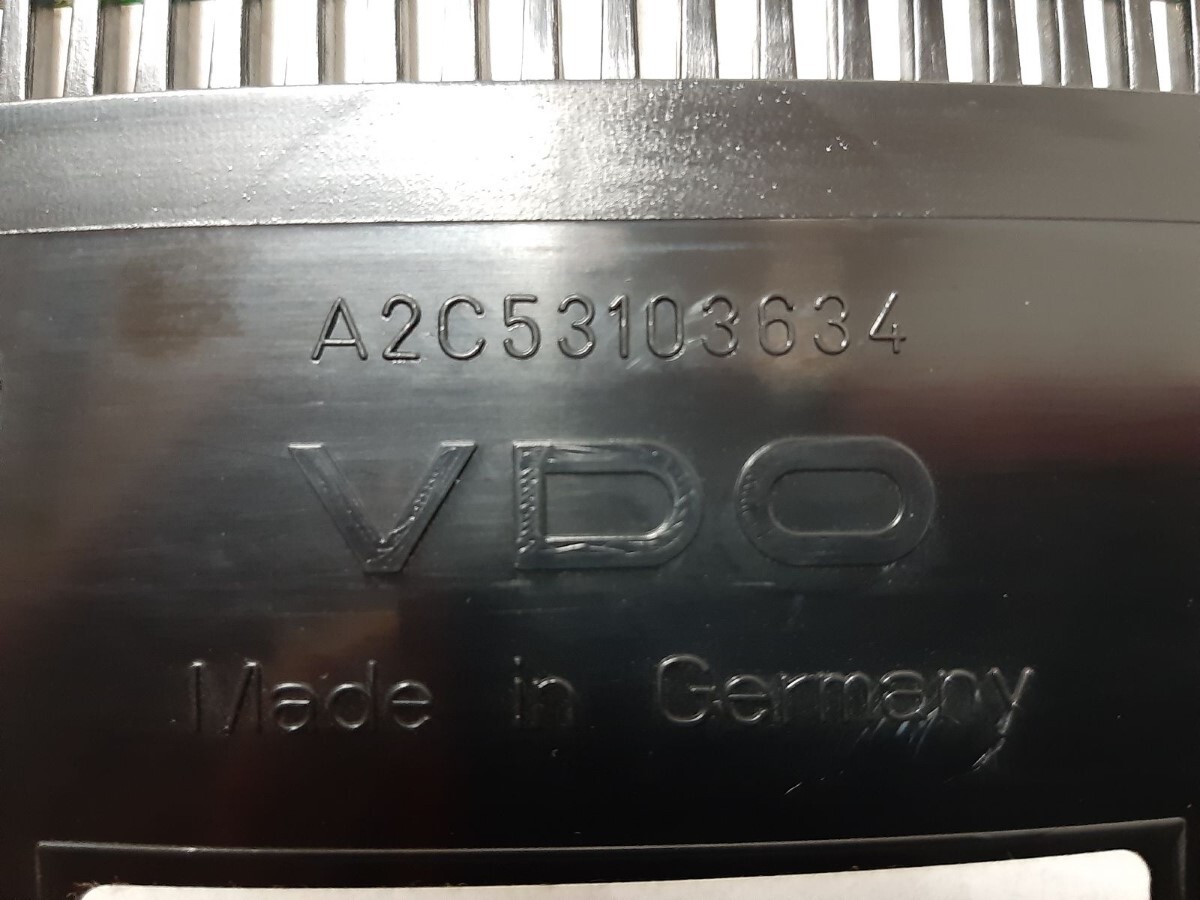 A2C53103634
VDO
Made in Germany